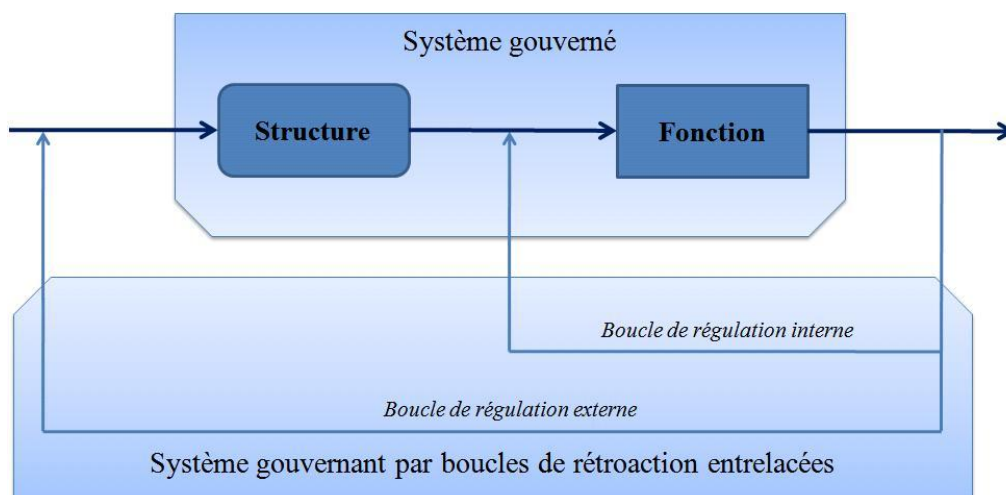 Système gouverné
Structure
Fonction
Boucle de régulation interne
Boucle de régulation externe
Système gouvernant par boucles de rétroaction entrelacées